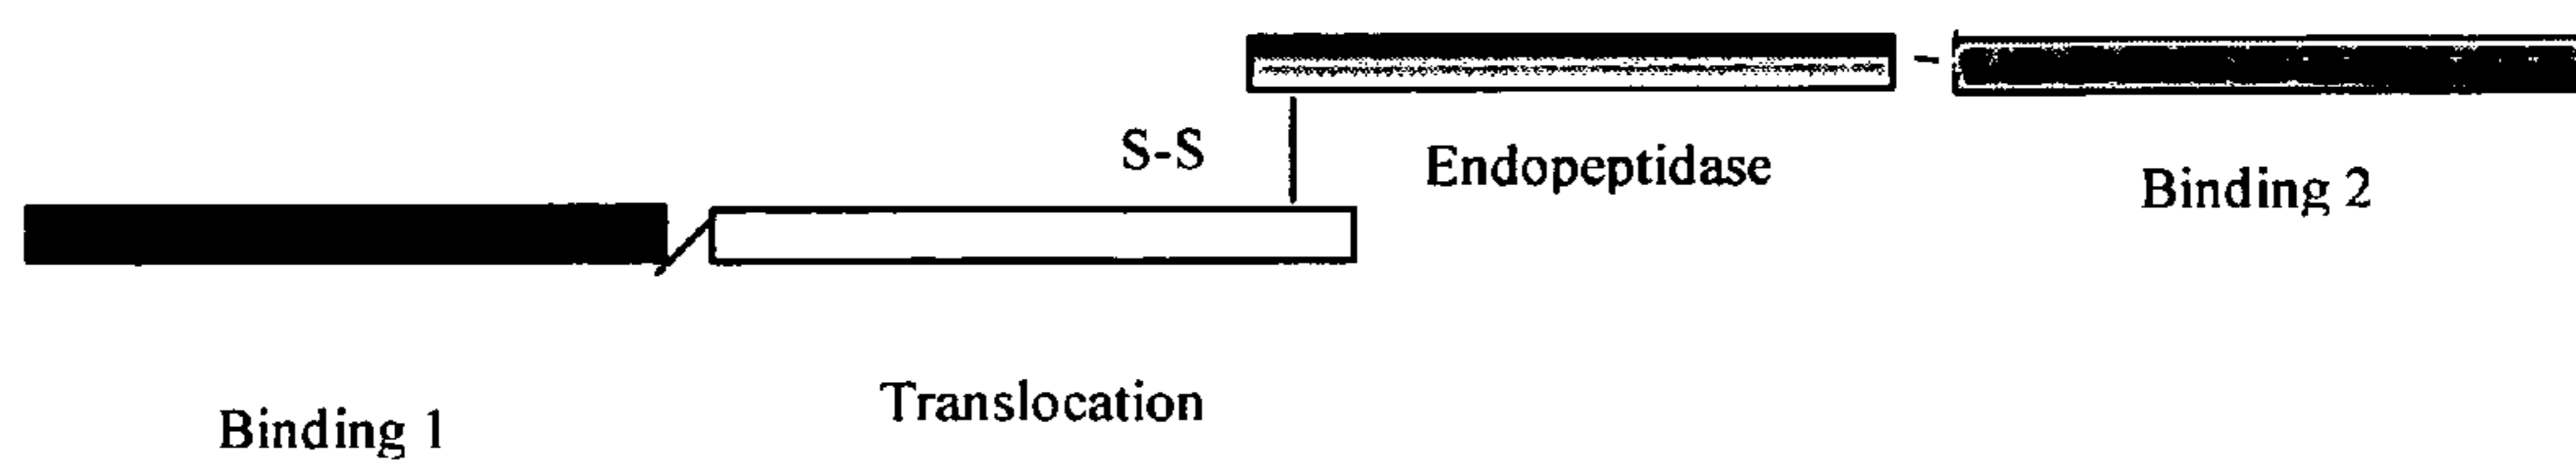 S-S
Endopeptidase
Binding 2
Translocation
Binding 1